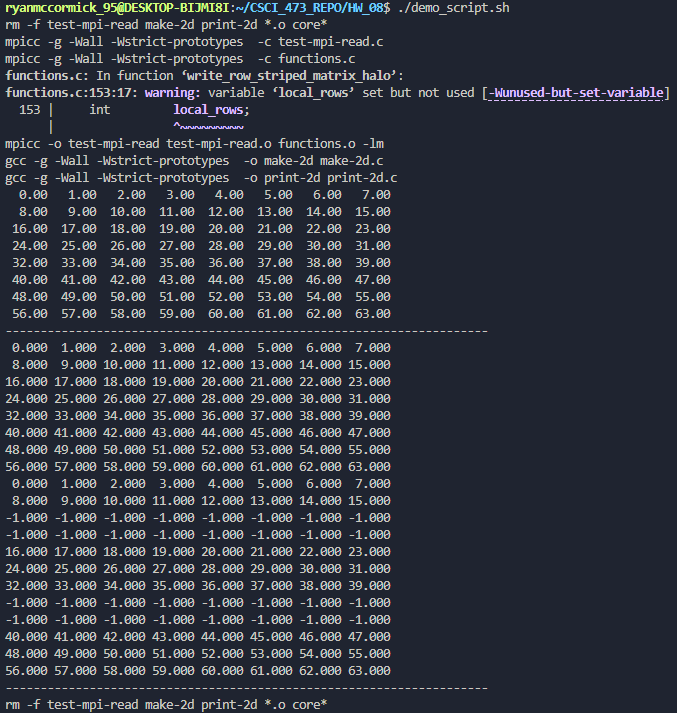 ryanmccormick_95@DESKTOP-BIJMI8I:~/CSCI_473_REPO/HW_08$ ./demo_script.sh
rm -f test-mpi-read make-2d print-2d *.o core*
mpicc -g -Wall -Wstrict-prototypes  -c test-mpi-read.c
mpicc -g -Wall -Wstrict-prototypes  -c functions.c
functions.c: In function ‘write_row_striped_matrix_halo’:
functions.c:153:17: warning: variable ‘local_rows’ set but not used [-Wunused-but-set-variable]
  153 |     int         local_rows;
      |                 ^~~~~~~~~~
mpicc -o test-mpi-read test-mpi-read.o functions.o -lm
gcc -g -Wall -Wstrict-prototypes  -o make-2d make-2d.c
gcc -g -Wall -Wstrict-prototypes  -o print-2d print-2d.c
  0.00   1.00   2.00   3.00   4.00   5.00   6.00   7.00
  8.00   9.00  10.00  11.00  12.00  13.00  14.00  15.00
 16.00  17.00  18.00  19.00  20.00  21.00  22.00  23.00
 24.00  25.00  26.00  27.00  28.00  29.00  30.00  31.00
 32.00  33.00  34.00  35.00  36.00  37.00  38.00  39.00
 40.00  41.00  42.00  43.00  44.00  45.00  46.00  47.00
 48.00  49.00  50.00  51.00  52.00  53.00  54.00  55.00
 56.00  57.00  58.00  59.00  60.00  61.00  62.00  63.00
---------------------------------------------------------------------
 0.000  1.000  2.000  3.000  4.000  5.000  6.000  7.000
 8.000  9.000 10.000 11.000 12.000 13.000 14.000 15.000
16.000 17.000 18.000 19.000 20.000 21.000 22.000 23.000
24.000 25.000 26.000 27.000 28.000 29.000 30.000 31.000
32.000 33.000 34.000 35.000 36.000 37.000 38.000 39.000
40.000 41.000 42.000 43.000 44.000 45.000 46.000 47.000
48.000 49.000 50.000 51.000 52.000 53.000 54.000 55.000
56.000 57.000 58.000 59.000 60.000 61.000 62.000 63.000
 0.000  1.000  2.000  3.000  4.000  5.000  6.000  7.000
 8.000  9.000 10.000 11.000 12.000 13.000 14.000 15.000
-1.000 -1.000 -1.000 -1.000 -1.000 -1.000 -1.000 -1.000
-1.000 -1.000 -1.000 -1.000 -1.000 -1.000 -1.000 -1.000
16.000 17.000 18.000 19.000 20.000 21.000 22.000 23.000
24.000 25.000 26.000 27.000 28.000 29.000 30.000 31.000
32.000 33.000 34.000 35.000 36.000 37.000 38.000 39.000
-1.000 -1.000 -1.000 -1.000 -1.000 -1.000 -1.000 -1.000
-1.000 -1.000 -1.000 -1.000 -1.000 -1.000 -1.000 -1.000
40.000 41.000 42.000 43.000 44.000 45.000 46.000 47.000
48.000 49.000 50.000 51.000 52.000 53.000 54.000 55.000
56.000 57.000 58.000 59.000 60.000 61.000 62.000 63.000
---------------------------------------------------------------------
rm -f test-mpi-read make-2d print-2d *.o core*